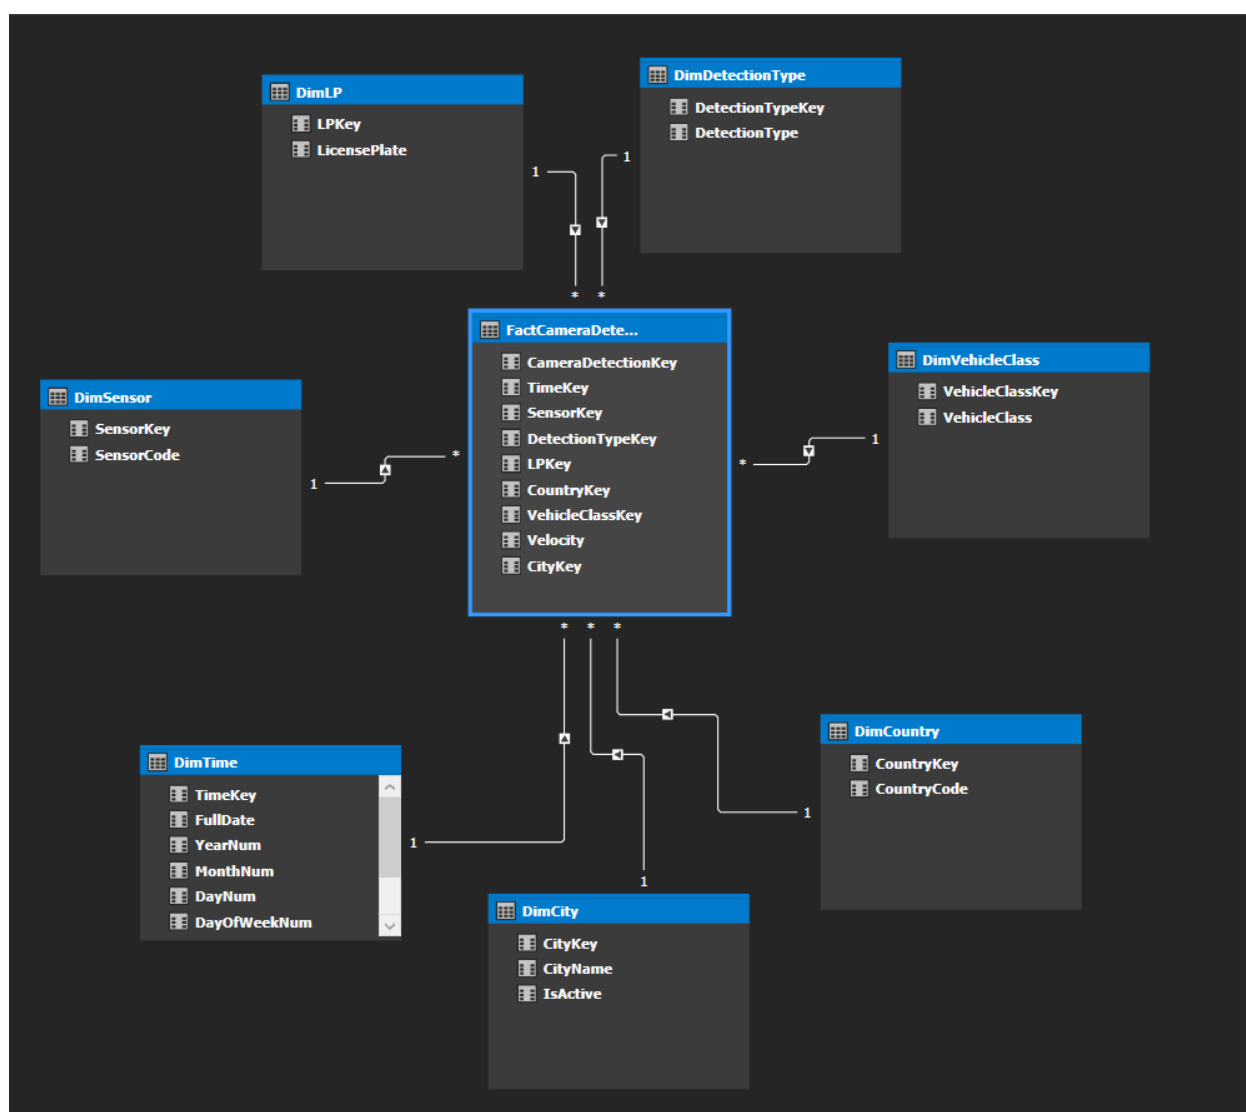 DimLP
LPKey
LicensePlate
1
*
DimDetectionType
DetectionTypeKey
DetectionType
1
*
FactCameraDete...
CameraDetectionKey
TimeKey
SensorKey
DetectionTypeKey
LPKey
CountryKey
VehicleClassKey
Velocity
CityKey
DimSensor
SensorKey
SensorCode
1
*
DimVehicleClass
VehicleClassKey
VehicleClass
1
*
* * *
DimTime
TimeKey
FullDate
YearNum
MonthNum
DayNum
DayOfWeekNum
1
DimCity
CityKey
CityName
IsActive
1
DimCountry
CountryKey
CountryCode
1